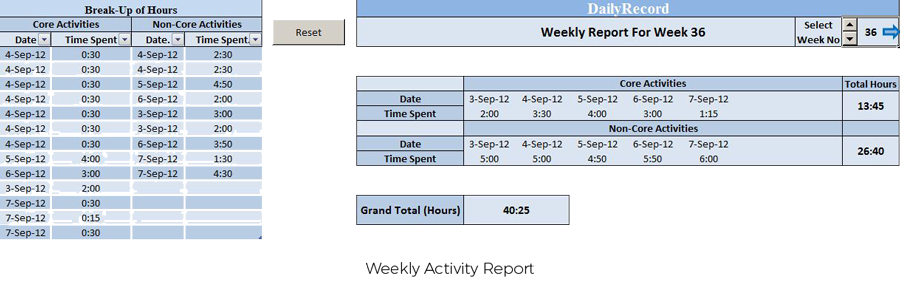 Break-Up of Hours
Core Activities Non-Core Activities
Date Time Spent Date. Time Spent.
4-Sep-12 0:30 4-Sep-12 2:30
4-Sep-12 0:30 4-Sep-12 2:30
4-Sep-12 0:30 5-Sep-12 4:50
4-Sep-12 0:30 6-Sep-12 2:00
4-Sep-12 0:30 3-Sep-12 3:00
4-Sep-12 0:30 3-Sep-12 2:00
4-Sep-12 0:30 6-Sep-12 3:50
5-Sep-12 4:00 7-Sep-12 1:30
6-Sep-12 3:00 7-Sep-12 4:30
3-Sep-12 2:00
7-Sep-12 0:30
7-Sep-12 0:15
7-Sep-12 0:30
Reset
DailyRecord
Weekly Report For Week 36
Select
Week No
36
Core Activities Total Hours
Date 3-Sep-12 4-Sep-12 5-Sep-12 6-Sep-12 7-Sep-12
Time Spent 2:00 3:30 4:00 3:00 1:15
13:45
Non-Core Activities
Date 3-Sep-12 4-Sep-12 5-Sep-12 6-Sep-12 7-Sep-12
Time Spent 5:00 5:00 4:50 5:50 6:00
26:40
Grand Total (Hours) 40:25
Weekly Activity Report